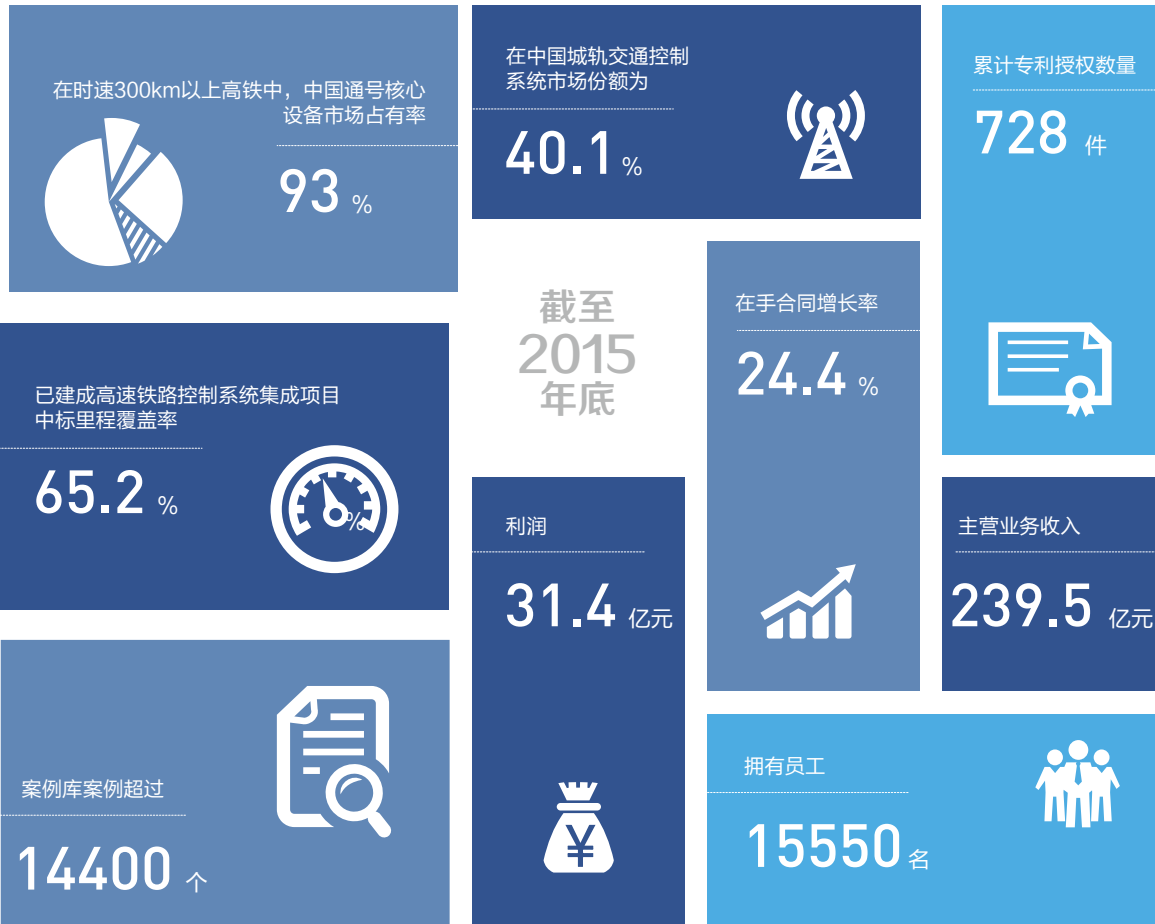 在时速300km以上高铁中，中国通号核心
设备市场占有率
93 %
在中国城轨交通控制
系统市场份额为
40.1 %
累计专利授权数量
728 件
截至
2015
年底
在手合同增长率
24.4 %
已建成高速铁路控制系统集成项目
中标里程覆盖率
65.2 %
%
利润
31.4 亿元
¥
主营业务收入
239.5 亿元
案例库案例超过
14400 个
拥有员工
15550 名